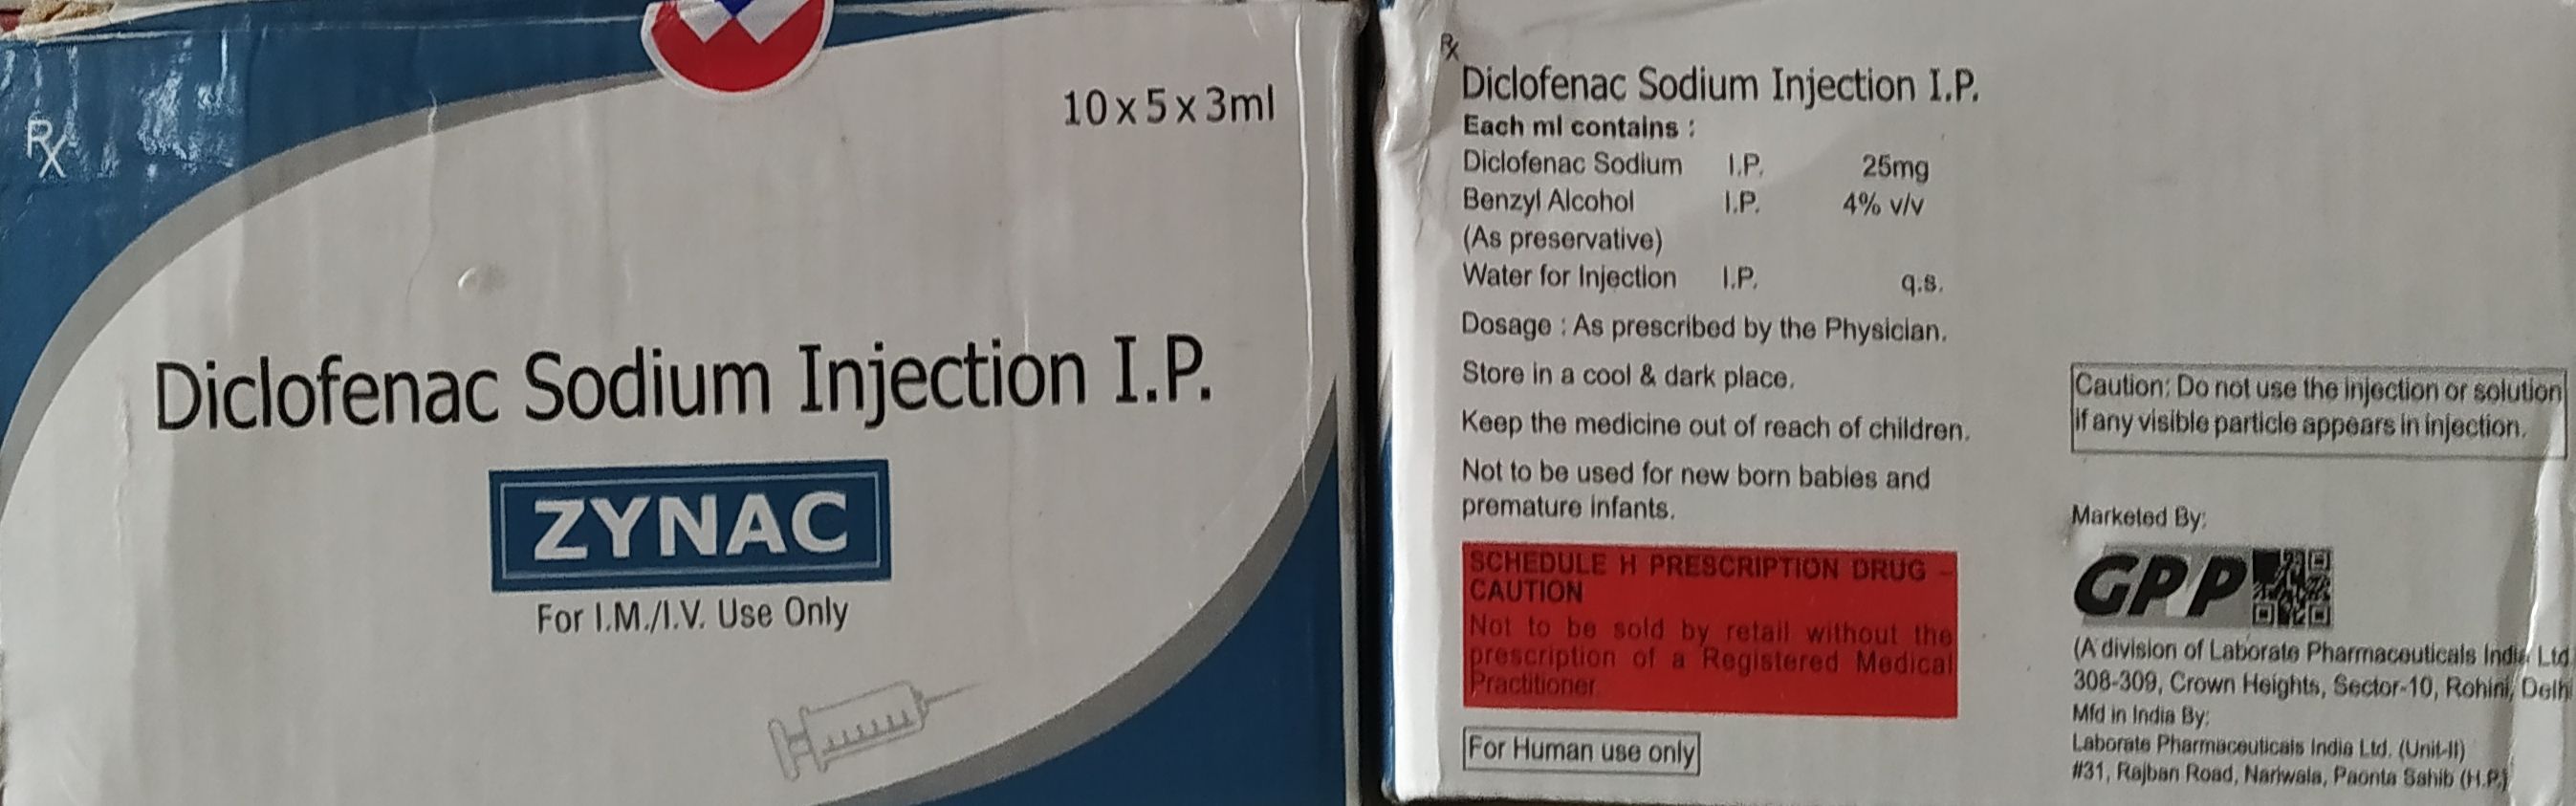 Rx
10x5x3ml
Diclofenac Sodium Injection I.P.
ZYNAC
For I.M./I.V. Use Only
Rx
Diclofenac Sodium Injection I.P.
Each ml contains :
Diclofenac Sodium I.P. 25mg
Benzyl Alcohol I.P. 4% v/v
(As preservative)
Water for Injection I.P. q.s.
Dosage : As prescribed by the Physician.
Store in a cool & dark place.
Keep the medicine out of reach of children.
Not to be used for new born babies and
premature infants.
SCHEDULE H PRESCRIPTION DRUG -
CAUTION
Not to be sold by retail without the
prescription of a Registered Medical
Practitioner
For Human use only
Caution: Do not use the injection or solution
if any visible particle appears in injection.
Marketed By:
GPP
(A division of Laborate Pharmaceuticals India Ltd
308-309, Crown Heights, Sector-10, Rohini, Delh
Mfd in India By:
Laborate Pharmaceuticals India Ltd. (Unit-II)
#31, Rajban Road, Nariwala, Paonta Sahib (H.P.)